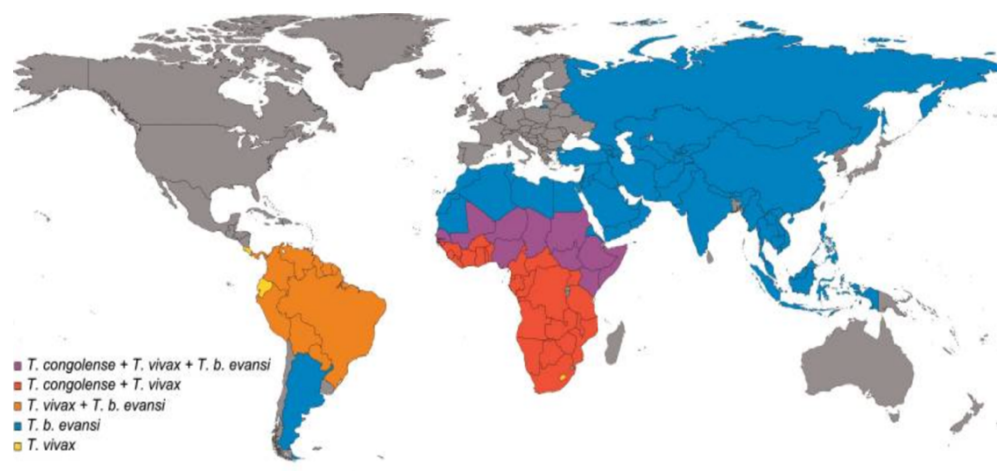 T. congolense + T. vivax + T. b. evansi
T. congolense + T. vivax
T. vivax + T. b. evansi
T. b. evansi
T. vivax